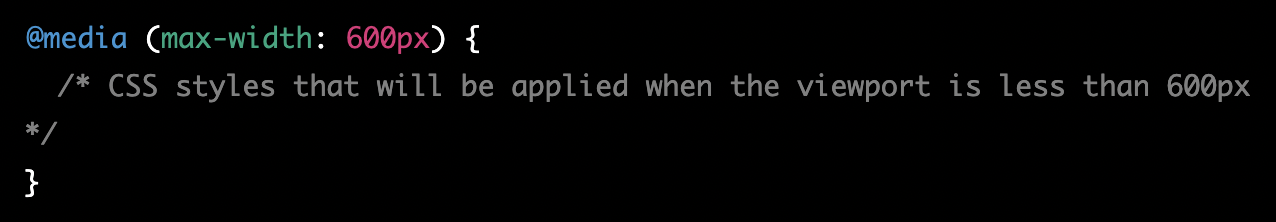 @media (max-width: 600px) {
  /* CSS styles that will be applied when the viewport is less than 600px
*/
}